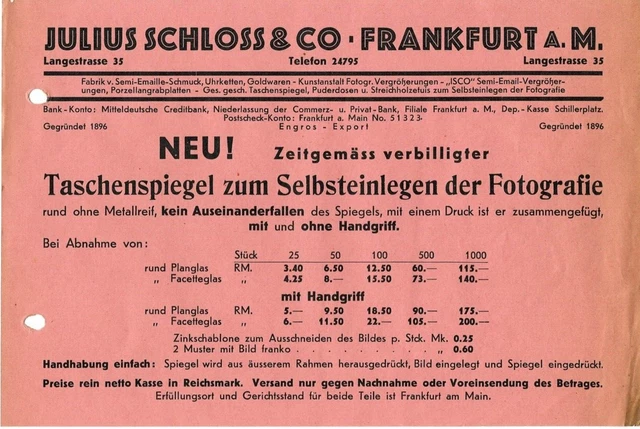 JULIUS SCHLOSS & CO · FRANKFURT A. M.
Langestrasse 35 Telefon 24795 Langestrasse 35
Fabrik v. Semi-Emaille-Schmuck, Uhrketten, Goldwaren - Kunstanstalt Fotogr. Vergröherungen - „ISCO" Semi-Email-Vergröher-
ungen, Porzellangrabplatten - Ges. gesch. Taschenspiegel, Puderdosen u. Streichholzetuis zum Selbsteinlegen der Fotografie
Bank-Konto: Mitteldeutsche Creditbank, Niederlassung der Commerz- u. Privat-Bank, Filiale Frankfurt a. M., Dep.-Kasse Schillerplatz.
Postscheck-Konto: Frankfurt a. Main No. 51323.
Gegründet 1896 Engros - Export Gegründet 1896
NEU! Zeitgemäss verbilligter
Taschenspiegel zum Selbsteinlegen der Fotografie
rund ohne Metallreif, kein Auseinanderfallen des Spiegels, mit einem Druck ist er zusammengefügt,
mit und ohne Handgriff.
Bei Abnahme von:
Stück 25 50 100 500 1000
rund Planglas RM. 3.40 6.50 12.50 60.— 115.—
„ Facetteglas „ 4.25 8.— 15.50 73.— 140.—
mit Handgriff
rund Planglas RM. 5.— 9.50 18.50 90.— 175.—
„ Facetteglas „ 6.— 11.50 22.— 105.— 200.—
Zinkschablone zum Ausschneiden des Bildes p. Stck. Mk. 0.25
2 Muster mit Bild franko . . . . . . . . . „ 0.60
Handhabung einfach: Spiegel wird aus äusserem Rahmen herausgedrückt, Bild eingelegt und Spiegel eingedrückt.
Preise rein netto Kasse in Reichsmark. Versand nur gegen Nachnahme oder Voreinsendung des Betrages.
Erfüllungsort und Gerichtsstand für beide Teile ist Frankfurt am Main.